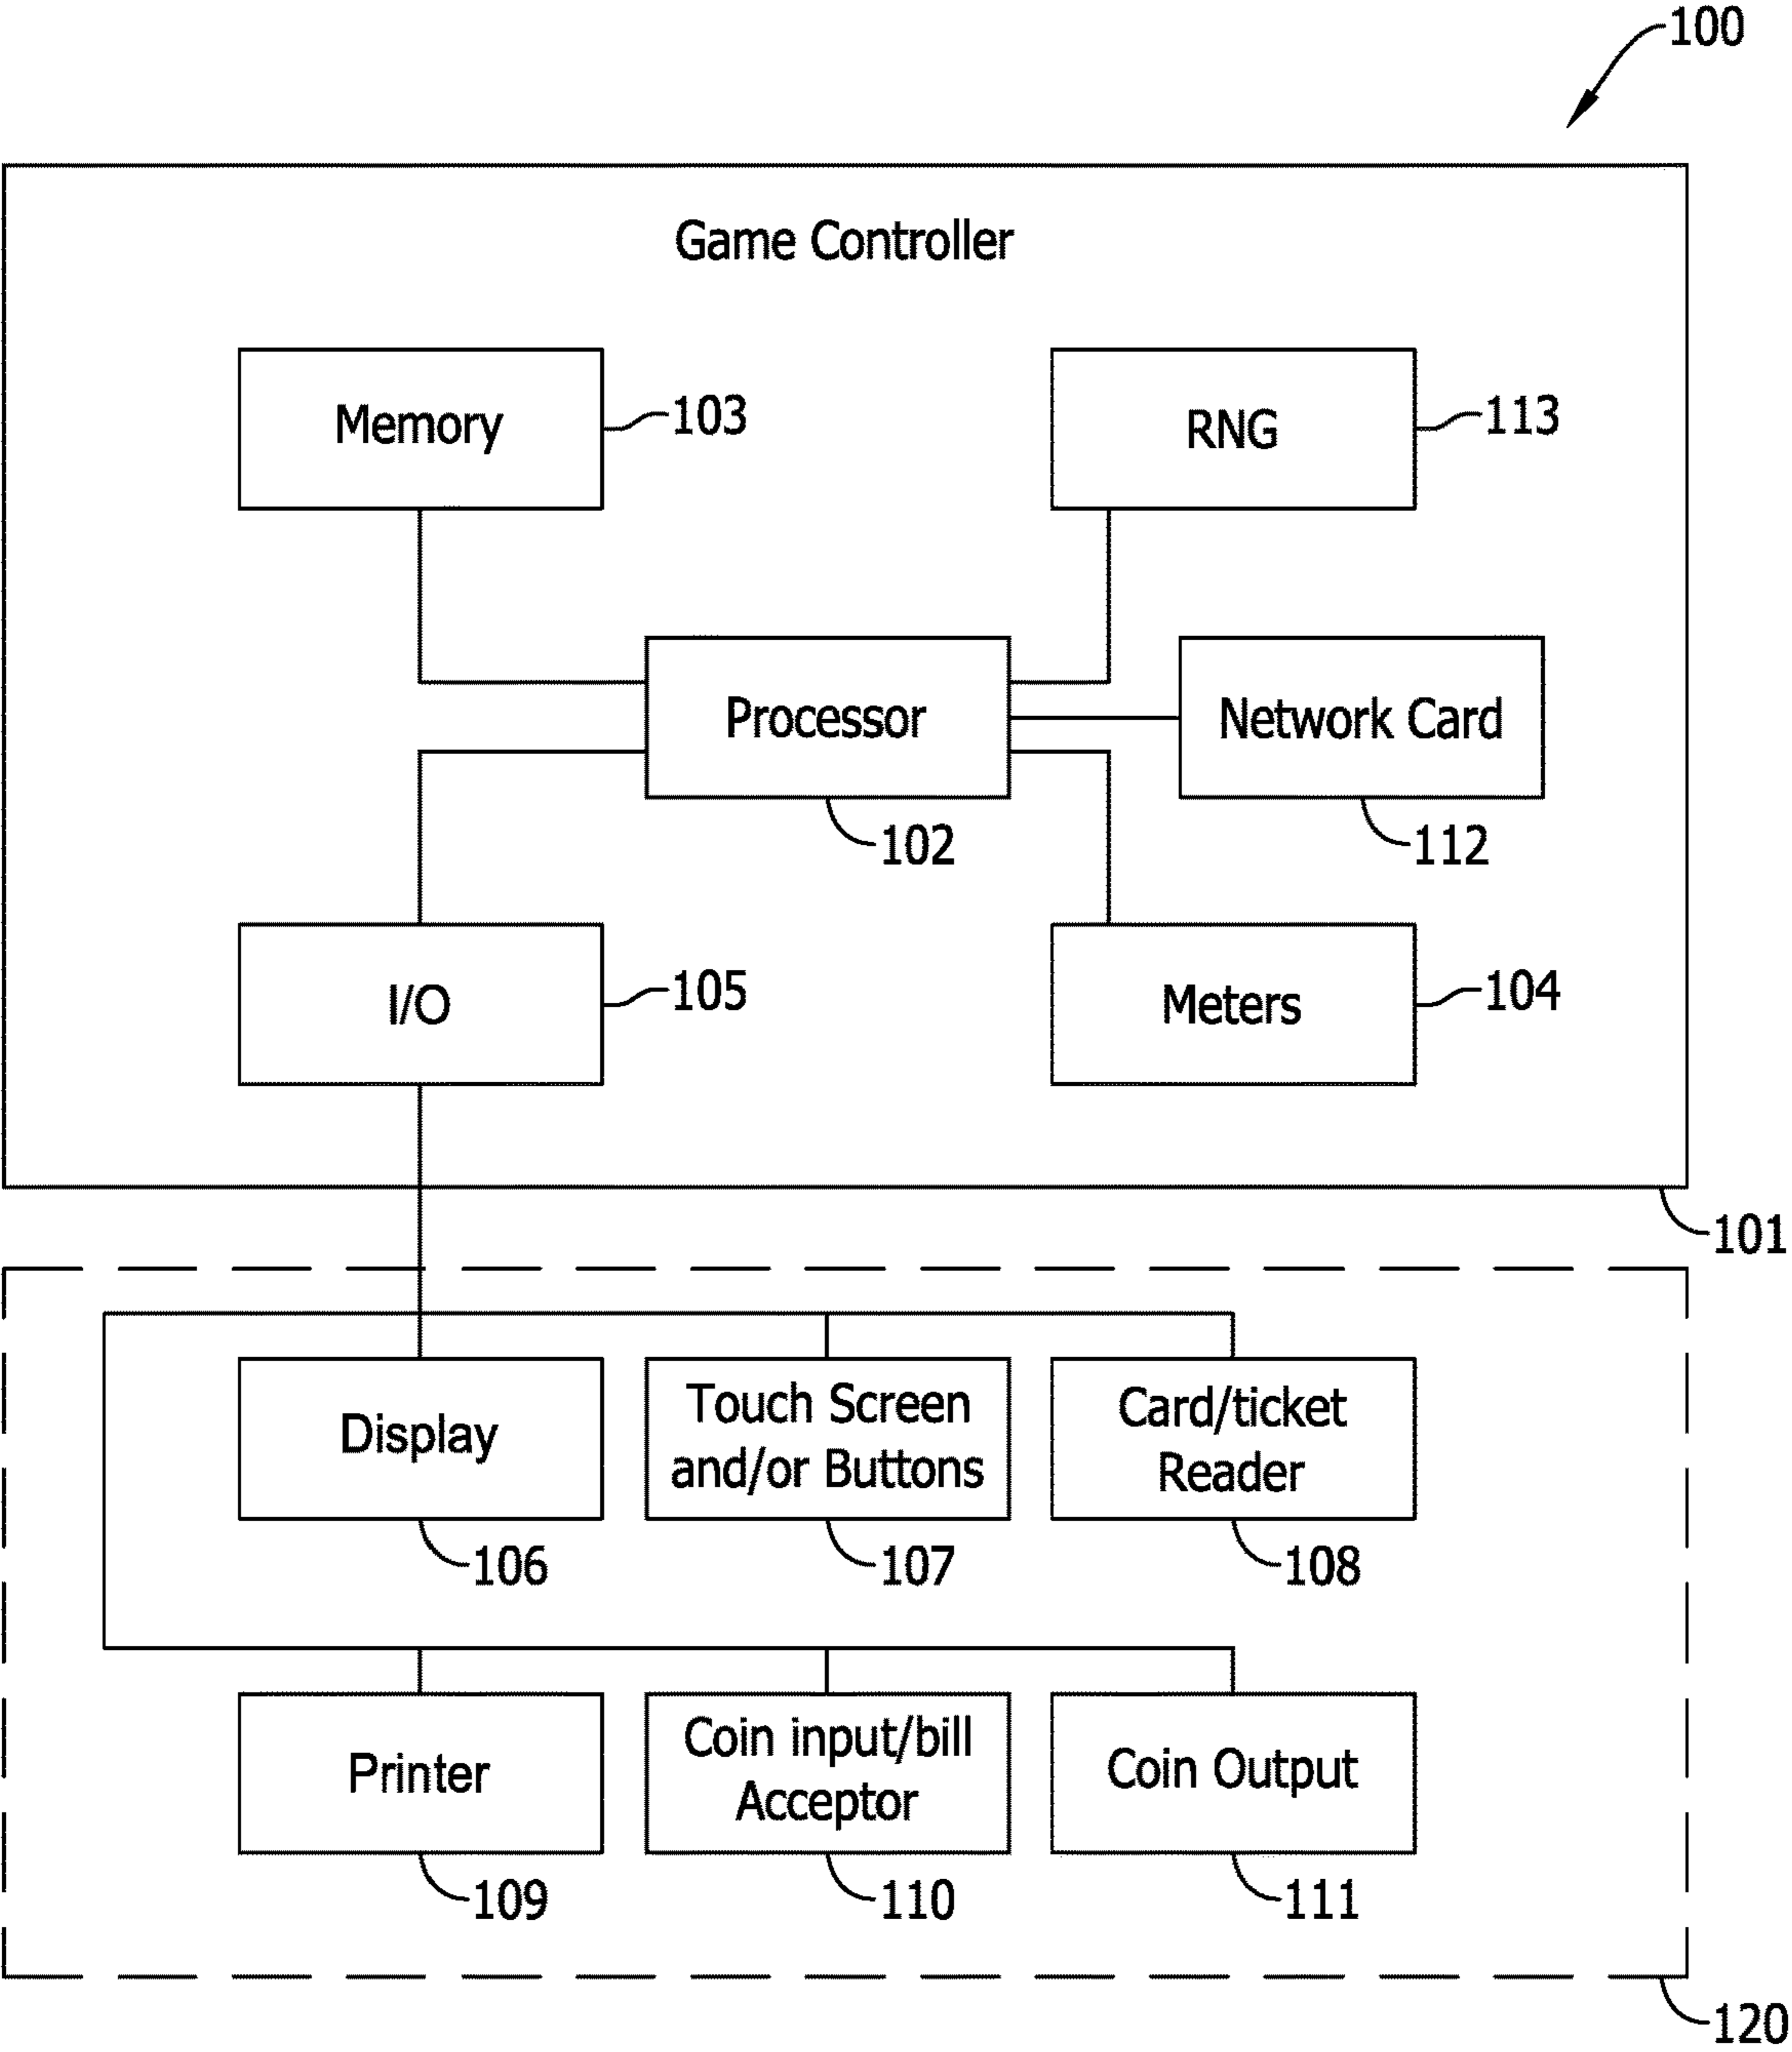 100
Game Controller
Memory
103
RNG
113
Processor
102
Network Card
112
I/O
105
Meters
104
101
Display
106
Touch Screen
and/or Buttons
107
Card/ticket
Reader
108
Printer
109
Coin input/bill
Acceptor
110
Coin Output
111
120